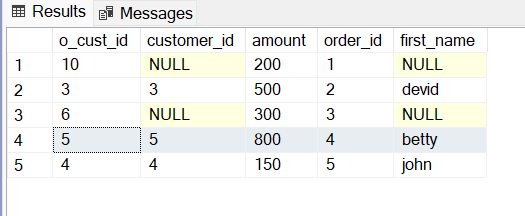 Results Messages
o_cust_id customer_id amount order_id first_name
1 10 NULL 200 1 NULL
2 3 3 500 2 devid
3 6 NULL 300 3 NULL
4 5 5 800 4 betty
5 4 4 150 5 john